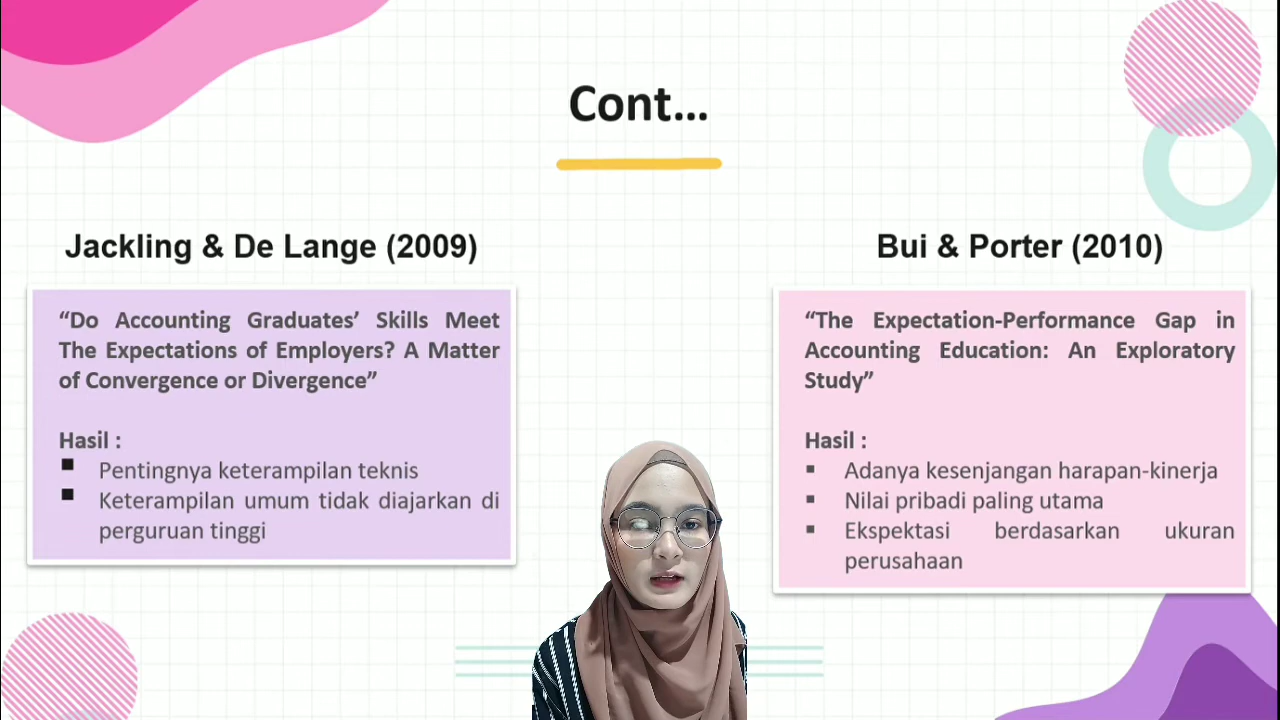 Cont...
Jackling & De Lange (2009)
“Do Accounting Graduates’ Skills Meet
The Expectations of Employers? A Matter
of Convergence or Divergence”
Hasil :
Pentingnya keterampilan teknis
Keterampilan umum tidak diajarkan di
perguruan tinggi
Bui & Porter (2010)
“The Expectation-Performance Gap in
Accounting Education: An Exploratory
Study”
Hasil :
Adanya kesenjangan harapan-kinerja
Nilai pribadi paling utama
Ekspektasi berdasarkan ukuran
perusahaan